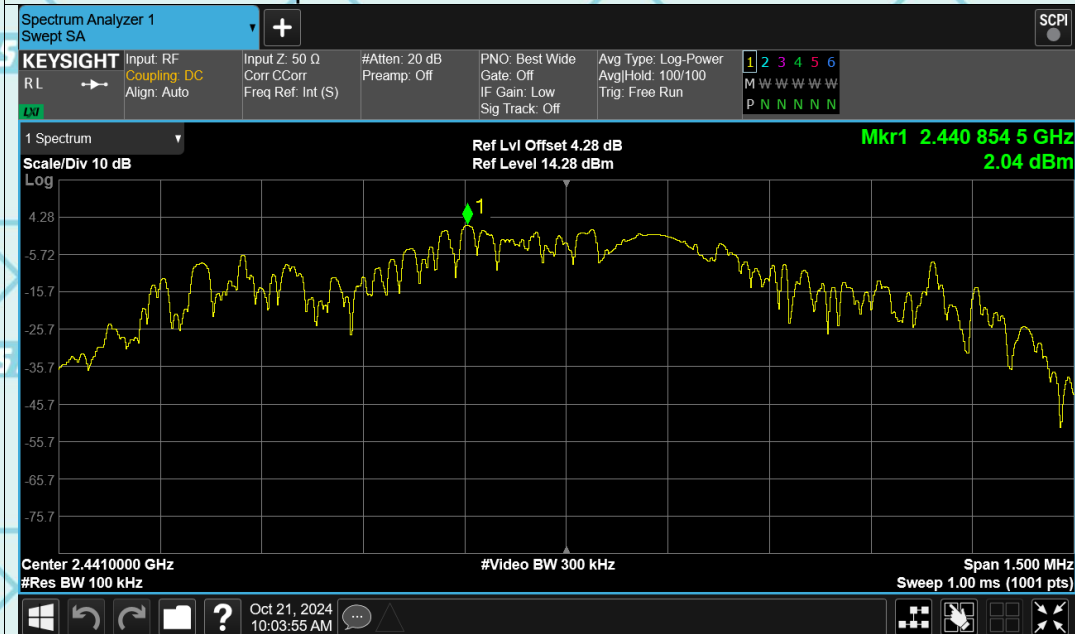 Spectrum Analyzer 1
Swept SA
+
SCPI
KEYSIGHT
R L
LXI
Input: RF
Coupling: DC
Align: Auto
Input Z: 50 Ω
Corr CCorr
Freq Ref: Int (S)
#Atten: 20 dB
Preamp: Off
PNO: Best Wide
Gate: Off
IF Gain: Low
Sig Track: Off
Avg Type: Log-Power
Avg|Hold: 100/100
Trig: Free Run
1 2 3 4 5 6
M W W W W W
P N N N N N
1 Spectrum
Scale/Div 10 dB
Ref Lvl Offset 4.28 dB
Ref Level 14.28 dBm
Mkr1 2.440 854 5 GHz
2.04 dBm
Log
1
4.28
-5.72
-15.7
-25.7
-35.7
-45.7
-55.7
-65.7
-75.7
Center 2.4410000 GHz
#Res BW 100 kHz
#Video BW 300 kHz
Span 1.500 MHz
Sweep 1.00 ms (1001 pts)
?
Oct 21, 2024
10:03:55 AM